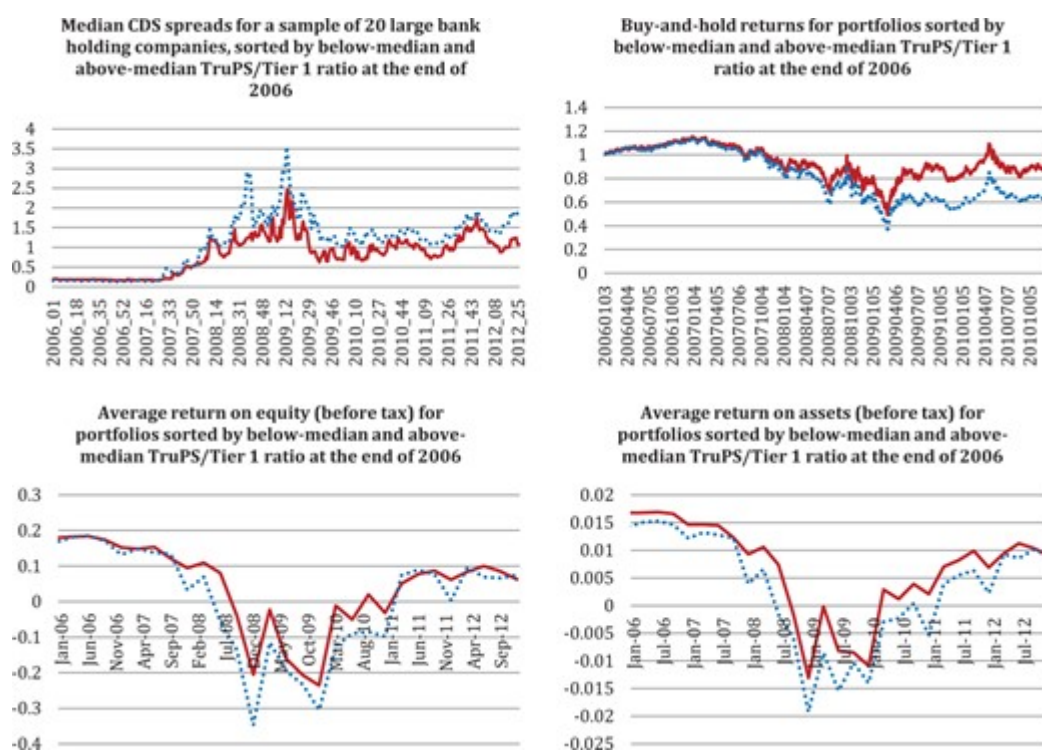 Median CDS spreads for a sample of 20 large bank
holding companies, sorted by below-median and
above-median TruPS/Tier 1 ratio at the end of
2006
4
3.5
3
2.5
2
1.5
1
0.5
0
2006_01
2006_18
2006_35
2006_52
2007_16
2007_33
2007_50
2008_14
2008_31
2008_48
2009_12
2009_29
2009_46
2010_10
2010_27
2010_44
2011_09
2011_26
2011_43
2012_08
2012_25
Buy-and-hold returns for portfolios sorted by
below-median and above-median TruPS/Tier 1
ratio at the end of 2006
1.4
1.2
1
0.8
0.6
0.4
0.2
0
20060103
20060404
20060705
20061003
20070104
20070405
20070706
20071004
20080104
20080407
20080707
20081003
20090105
20090406
20090707
20091005
20100105
20100407
20100707
20101005
Average return on equity (before tax) for
portfolios sorted by below-median and above-
median TruPS/Tier 1 ratio at the end of 2006
0.3
0.2
0.1
0
-0.1
-0.2
-0.3
-0.4
Jan-06
Jun-06
Nov-06
Apr-07
Sep-07
Feb-08
Jul-08
Dec-08
May-09
Oct-09
Mar-10
Aug-10
Jan-11
Jun-11
Nov-11
Apr-12
Sep-12
Average return on assets (before tax) for
portfolios sorted by below-median and above-
median TruPS/Tier 1 ratio at the end of 2006
0.02
0.015
0.01
0.005
0
-0.005
-0.01
-0.015
-0.02
-0.025
Jan-06
Jul-06
Jan-07
Jul-07
Jan-08
Jul-08
Jan-09
Jul-09
Jan-10
Jul-10
Jan-11
Jul-11
Jan-12
Jul-12